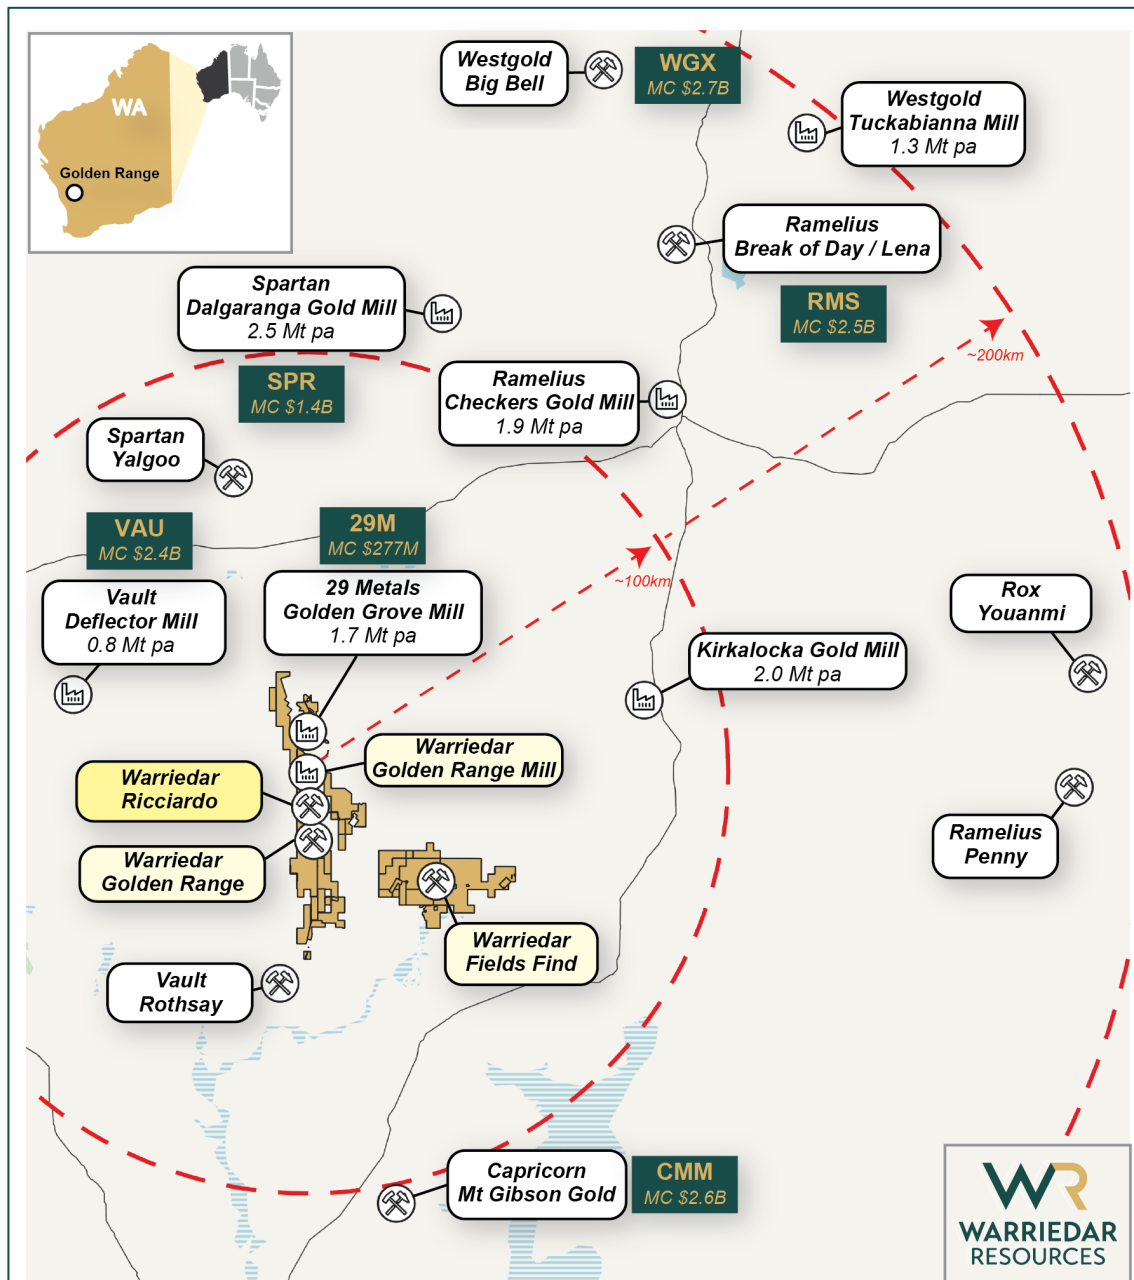 WA
Golden Range
Westgold
Big Bell
WGX
MC $2.7B
Westgold
Tuckabianna Mill
1.3 Mt pa
Ramelius
Break of Day / Lena
RMS
MC $2.5B
Spartan
Dalgaranga Gold Mill
2.5 Mt pa
SPR
MC $1.4B
~200km
Ramelius
Checkers Gold Mill
1.9 Mt pa
Spartan
Yalgoo
VAU
MC $2.4B
29M
MC $277M
Vault
Deflector Mill
0.8 Mt pa
29 Metals
Golden Grove Mill
1.7 Mt pa
~100km
Rox
Youanmi
Kirkalocka Gold Mill
2.0 Mt pa
Warriedar
Golden Range Mill
Warriedar
Ricciardo
Warriedar
Golden Range
Ramelius
Penny
Warriedar
Fields Find
Vault
Rothsay
Capricorn
Mt Gibson Gold
CMM
MC $2.6B
WR
WARRIEDAR
RESOURCES